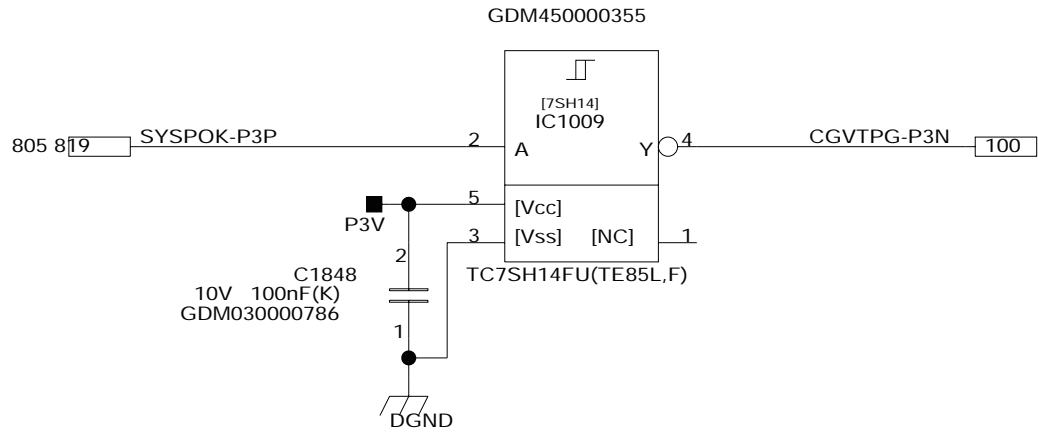 GDM450000355
[7SH14]
IC1009
805 819 SYSPOK-P3P 2 A Y 4 CGVTPG-P3N 100
5 [Vcc]
P3V
3 [Vss] [NC] 1
2
TC7SH14FU(TE85L,F)
C1848
10V 100nF(K)
GDM030000786
1
DGND